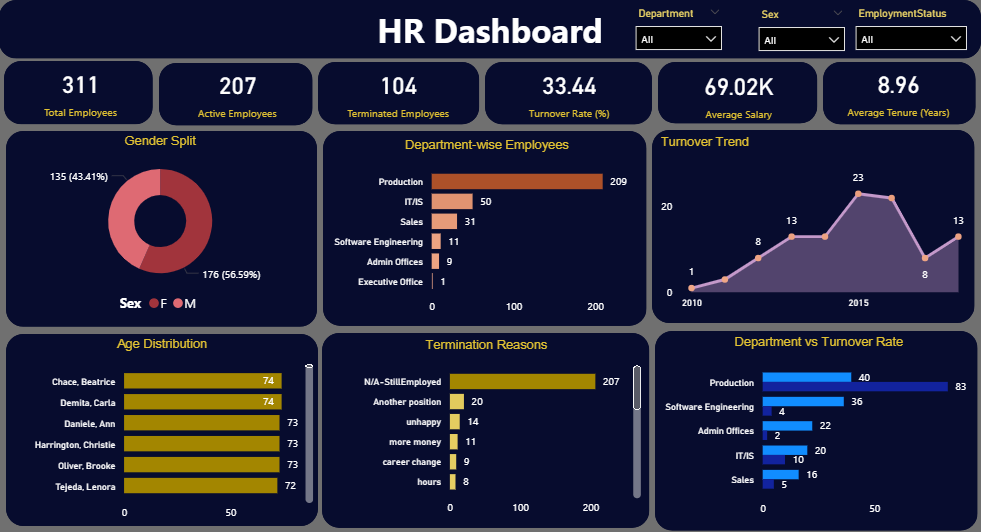 HR Dashboard
Department
Sex
EmploymentStatus
All
All
All
311
Total Employees
207
Active Employees
104
Terminated Employees
33.44
Turnover Rate (%)
69.02K
Average Salary
8.96
Average Tenure (Years)
Gender Split
135 (43.41%)
176 (56.59%)
Sex F M
Department-wise Employees
Production 209
IT/IS 50
Sales 31
Software Engineering 11
Admin Offices 9
Executive Office 1
0 100 200
Turnover Trend
23
20
13
13
8
8
1
0
2010 2015
Age Distribution
Chace, Beatrice 74
Demita, Carla 74
Daniele, Ann 73
Harrington, Christie 73
Oliver, Brooke 73
Tejeda, Lenora 72
0 50
Termination Reasons
N/A-StillEmployed 207
Another position 20
unhappy 14
more money 11
career change 9
hours 8
0 100 200
Department vs Turnover Rate
Production 40
83
Software Engineering 36
4
Admin Offices 22
2
IT/IS 20
10
Sales 16
5
0 50